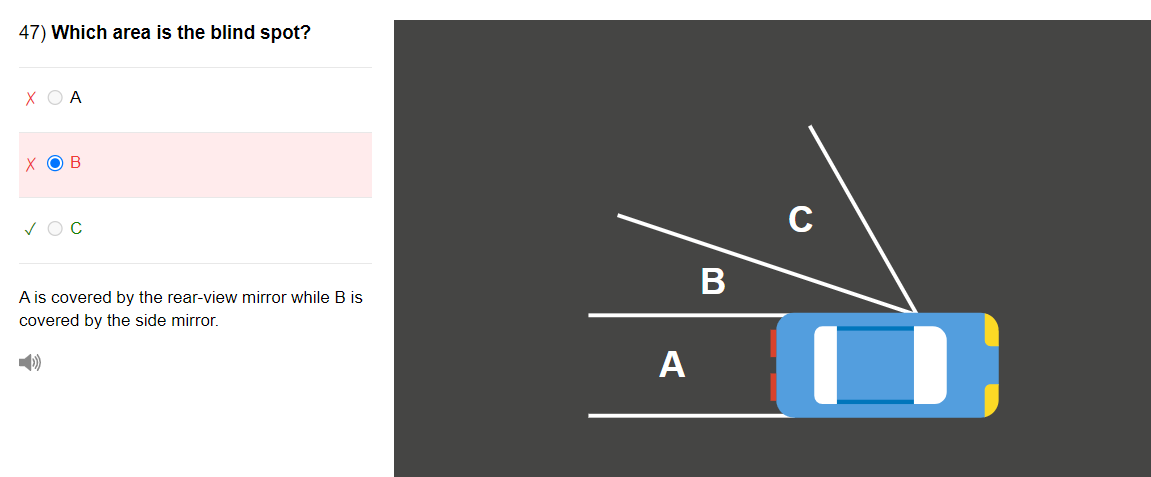 47) Which area is the blind spot?
A
B
C
A is covered by the rear-view mirror while B is
covered by the side mirror.
C
B
A